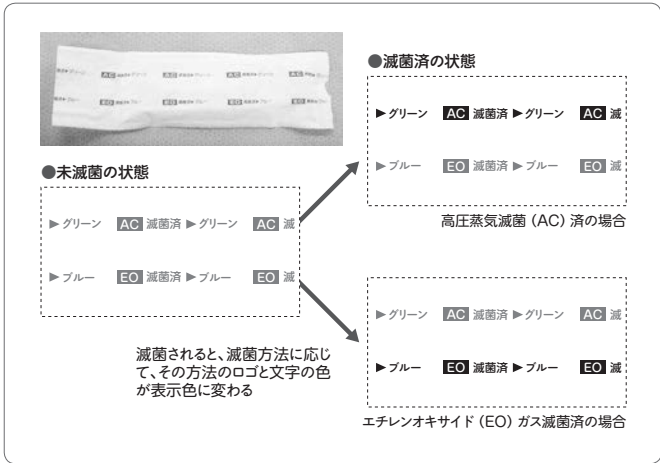 ●滅菌済の状態
▶グリーン AC 滅菌済 ▶グリーン AC 滅
▶ブルー EO 滅菌済 ▶ブルー EO 滅
高圧蒸気滅菌（AC）済の場合
●未滅菌の状態
▶グリーン AC 滅菌済 ▶グリーン AC 滅
▶ブルー EO 滅菌済 ▶ブルー EO 滅
滅菌されると、滅菌方法に応じ
て、その方法のロゴと文字の色
が表示色に変わる
▶グリーン AC 滅菌済 ▶グリーン AC 滅
▶ブルー EO 滅菌済 ▶ブルー EO 滅
エチレンオキサイド（EO）ガス滅菌済の場合